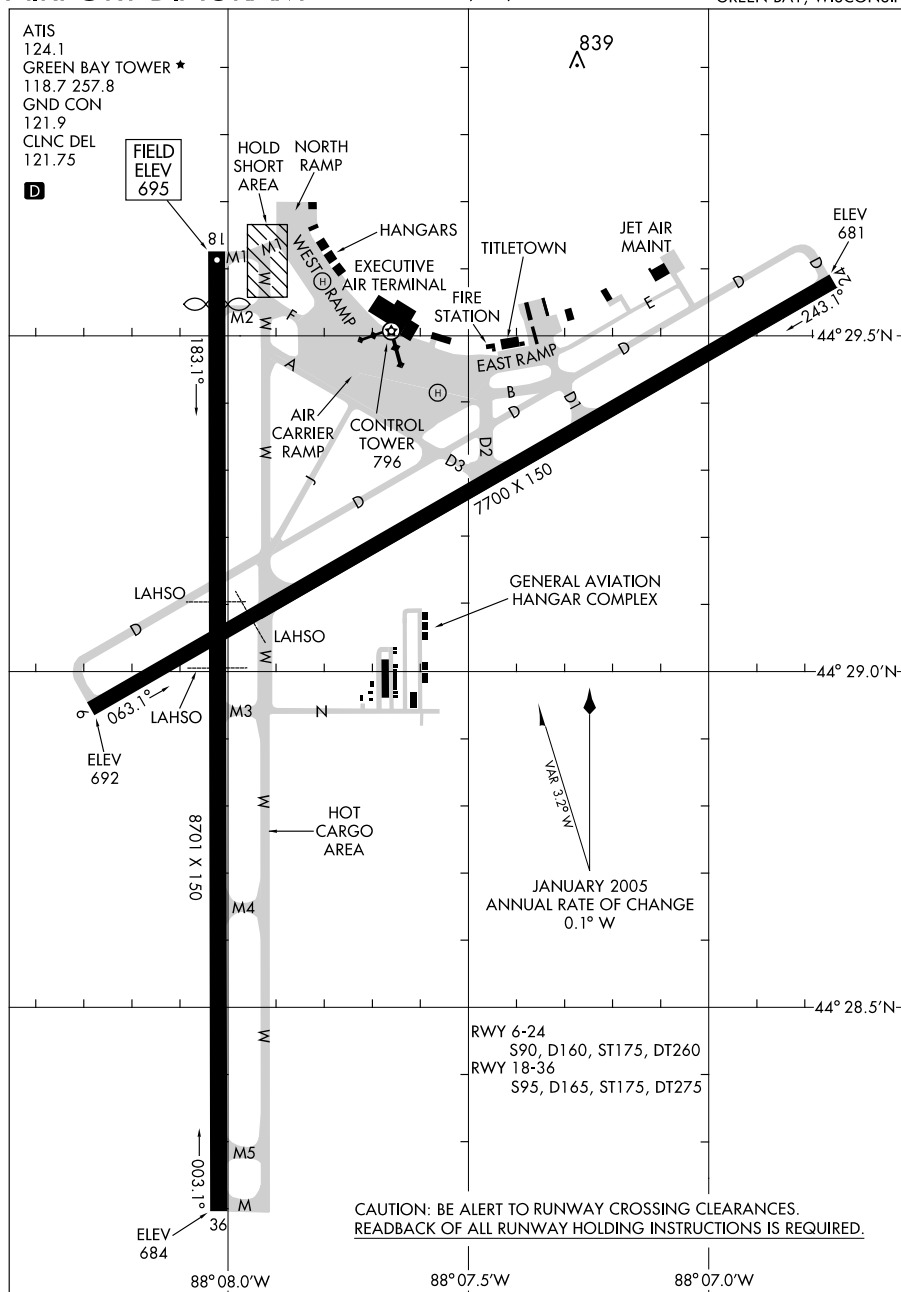 ATIS
124.1
GREEN BAY TOWER ★
118.7 257.8
GND CON
121.9
CLNC DEL
121.75
D
FIELD
ELEV
695
HOLD
SHORT
AREA
NORTH
RAMP
839
HANGARS
WEST RAMP
H
EXECUTIVE
AIR TERMINAL
FIRE
STATION
TITLETOWN
JET AIR
MAINT
ELEV
681
18
M1
M1
M
M2
M
F
A
183.1°
AIR
CARRIER
RAMP
CONTROL
TOWER
796
H
EAST RAMP
B
E
D
D
D
D
24
243.1°
44° 29.5'N
D1
D2
D3
M
J
D
7700 X 150
LAHSO
LAHSO
LAHSO
D
M
GENERAL AVIATION
HANGAR COMPLEX
44° 29.0'N
6
063.1°
ELEV
692
M3
N
M
HOT
CARGO
AREA
8701 X 150
VAR 3.2° W
JANUARY 2005
ANNUAL RATE OF CHANGE
0.1° W
M4
M
44° 28.5'N
RWY 6-24
S90, D160, ST175, DT260
RWY 18-36
S95, D165, ST175, DT275
M5
003.1°
M
36
ELEV
684
CAUTION: BE ALERT TO RUNWAY CROSSING CLEARANCES.
READBACK OF ALL RUNWAY HOLDING INSTRUCTIONS IS REQUIRED.
88° 08.0'W
88° 07.5'W
88° 07.0'W